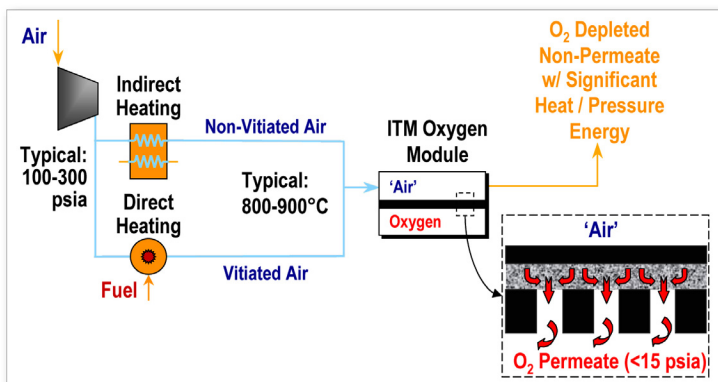 Air
Indirect
Heating
Typical:
100-300
psia
Non-Vitiated Air
Direct
Heating
Fuel
Vitiated Air
Typical:
800-900°C
ITM Oxygen
Module
‘Air’
Oxygen
O₂ Depleted
Non-Permeate
w/ Significant
Heat / Pressure
Energy
‘Air’
O₂ Permeate (<15 psia)